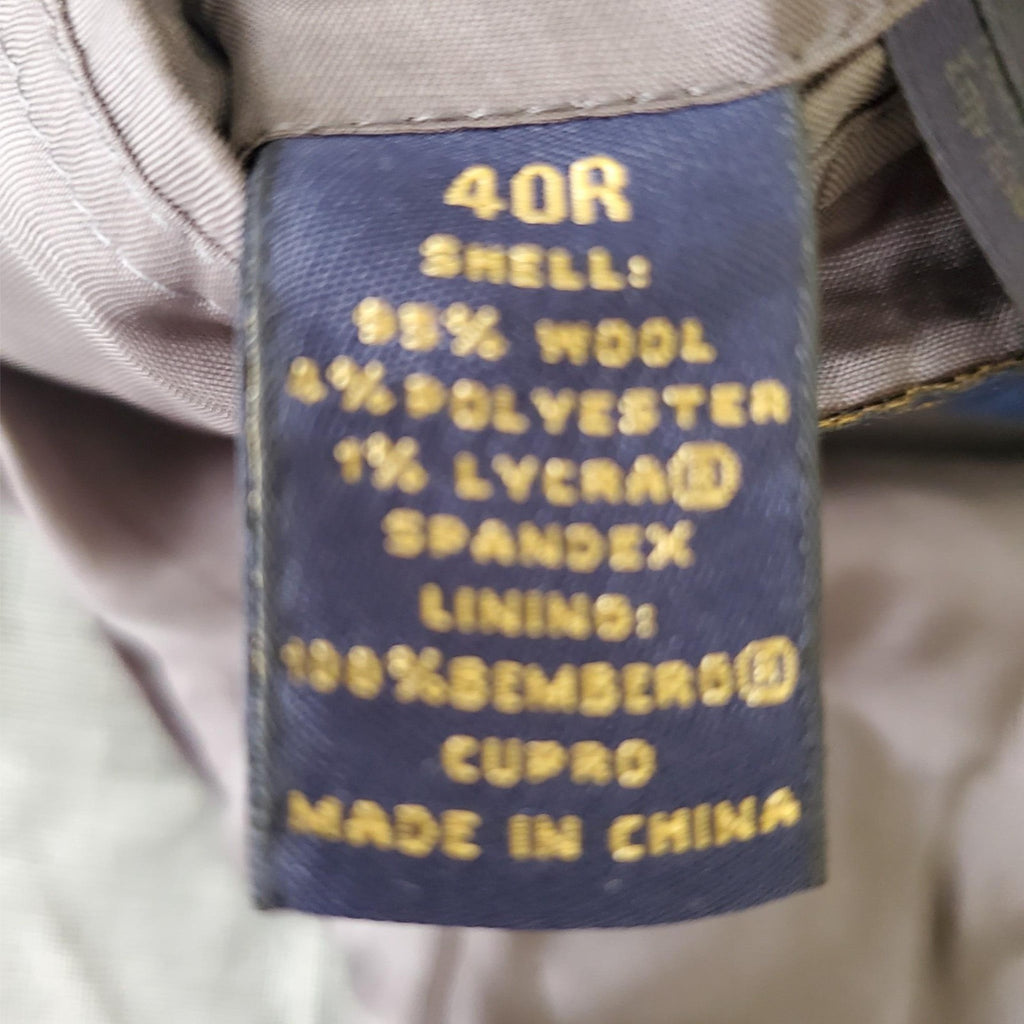 40R
SHELL:
95% WOOL
4% POLYESTER
1% LYCRA®
SPANDEX
LINING:
100% BEMBERG®
CUPRO
MADE IN CHINA